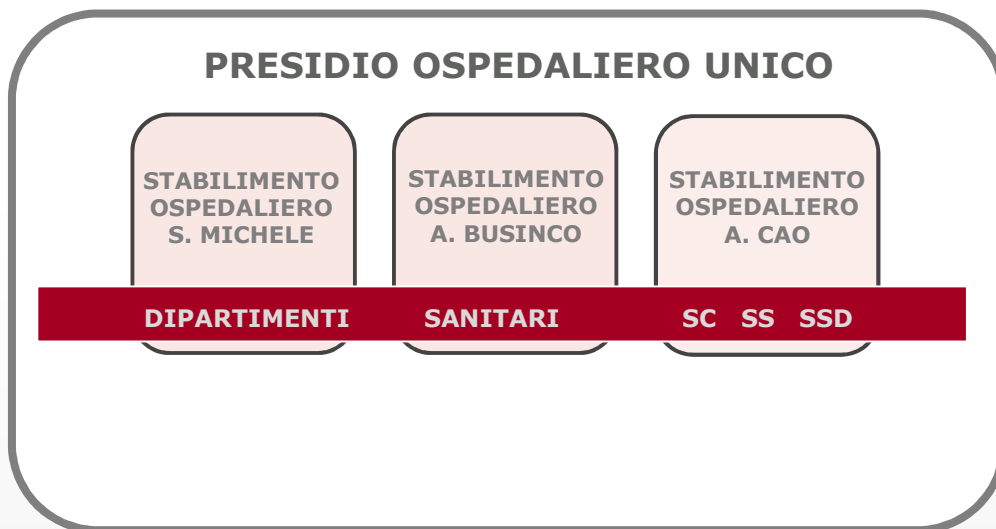 PRESIDIO OSPEDALIERO UNICO
STABILIMENTO
OSPEDALIERO
S. MICHELE
STABILIMENTO
OSPEDALIERO
A. BUSINCO
STABILIMENTO
OSPEDALIERO
A. CAO
DIPARTIMENTI SANITARI SC SS SSD